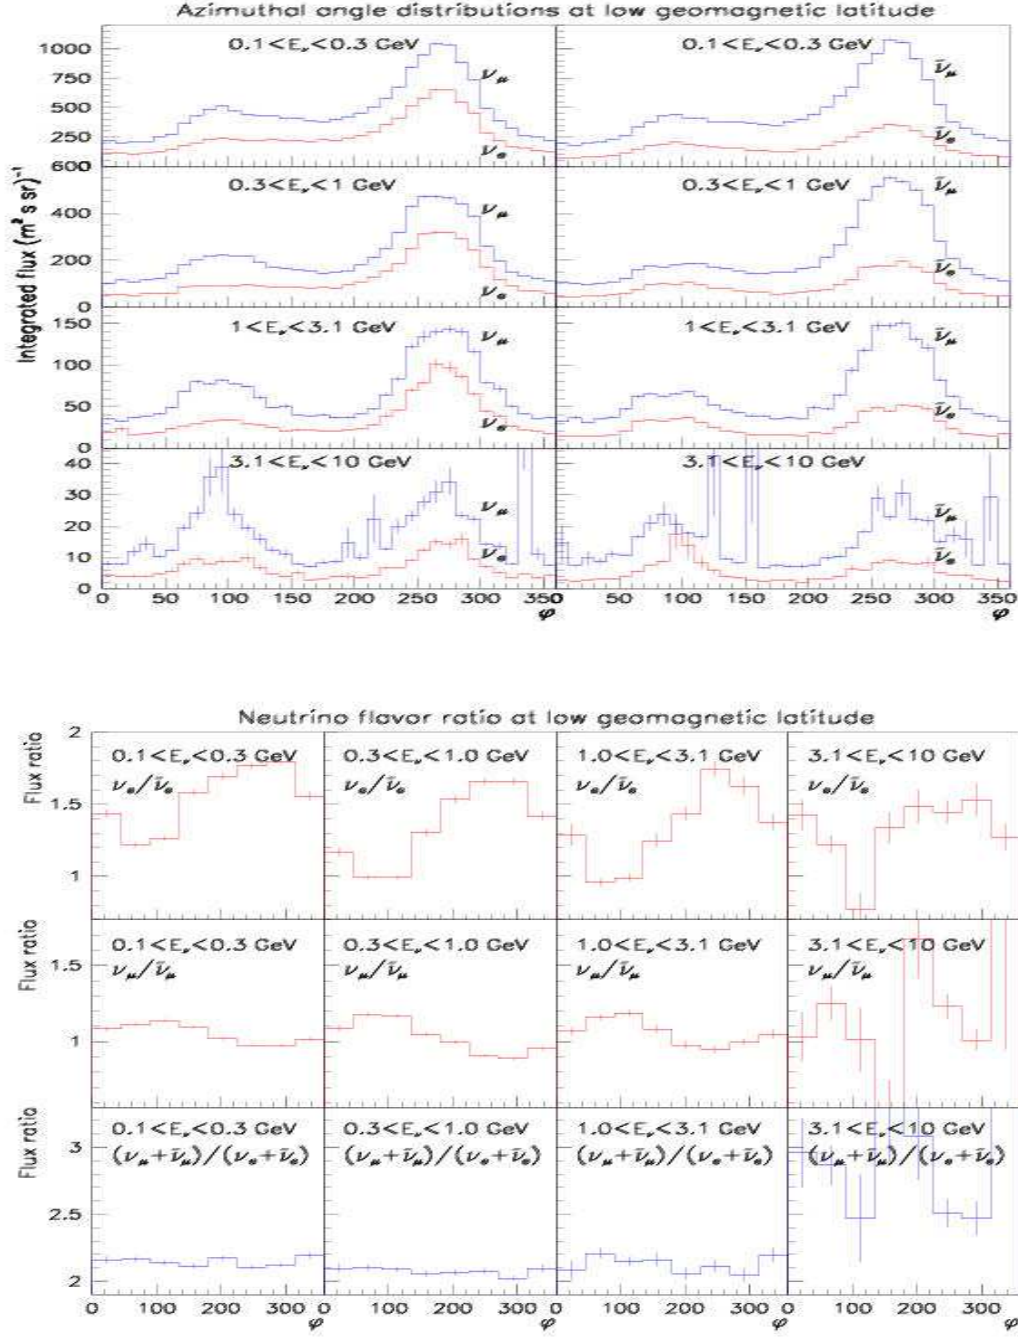 Azimuthal angle distributions at low geomagnetic latitude
Integrated flux (m² s sr)⁻¹
0.1<Eν<0.3 GeV
0.1<Eν<0.3 GeV
1000
750
500
250
600
νμ
νe
ν̄μ
ν̄e
0.3<Eν<1 GeV
0.3<Eν<1 GeV
400
200
0
νμ
νe
ν̄μ
ν̄e
1<Eν<3.1 GeV
1<Eν<3.1 GeV
150
100
50
0
νμ
νe
ν̄μ
ν̄e
3.1<Eν<10 GeV
3.1<Eν<10 GeV
40
30
20
10
0
νμ
νe
ν̄μ
ν̄e
0 50 100 150 200 250 300 350 0 50 100 150 200 250 300 350
φ φ
Neutrino flavor ratio at low geomagnetic latitude
Flux ratio
2
1.5
1
0.1<Eν<0.3 GeV 0.3<Eν<1.0 GeV 1.0<Eν<3.1 GeV 3.1<Eν<10 GeV
νe/ν̄e νe/ν̄e νe/ν̄e νe/ν̄e
Flux ratio
1.5
1
0.1<Eν<0.3 GeV 0.3<Eν<1.0 GeV 1.0<Eν<3.1 GeV 3.1<Eν<10 GeV
νμ/ν̄μ νμ/ν̄μ νμ/ν̄μ νμ/ν̄μ
Flux ratio
3
2.5
2
0.1<Eν<0.3 GeV 0.3<Eν<1.0 GeV 1.0<Eν<3.1 GeV 3.1<Eν<10 GeV
(νμ+ν̄μ)/(νe+ν̄e) (νμ+ν̄μ)/(νe+ν̄e) (νμ+ν̄μ)/(νe+ν̄e) (νμ+ν̄μ)/(νe+ν̄e)
0 100 200 300 0 100 200 300 0 100 200 300 0 100 200 300
φ φ φ φ